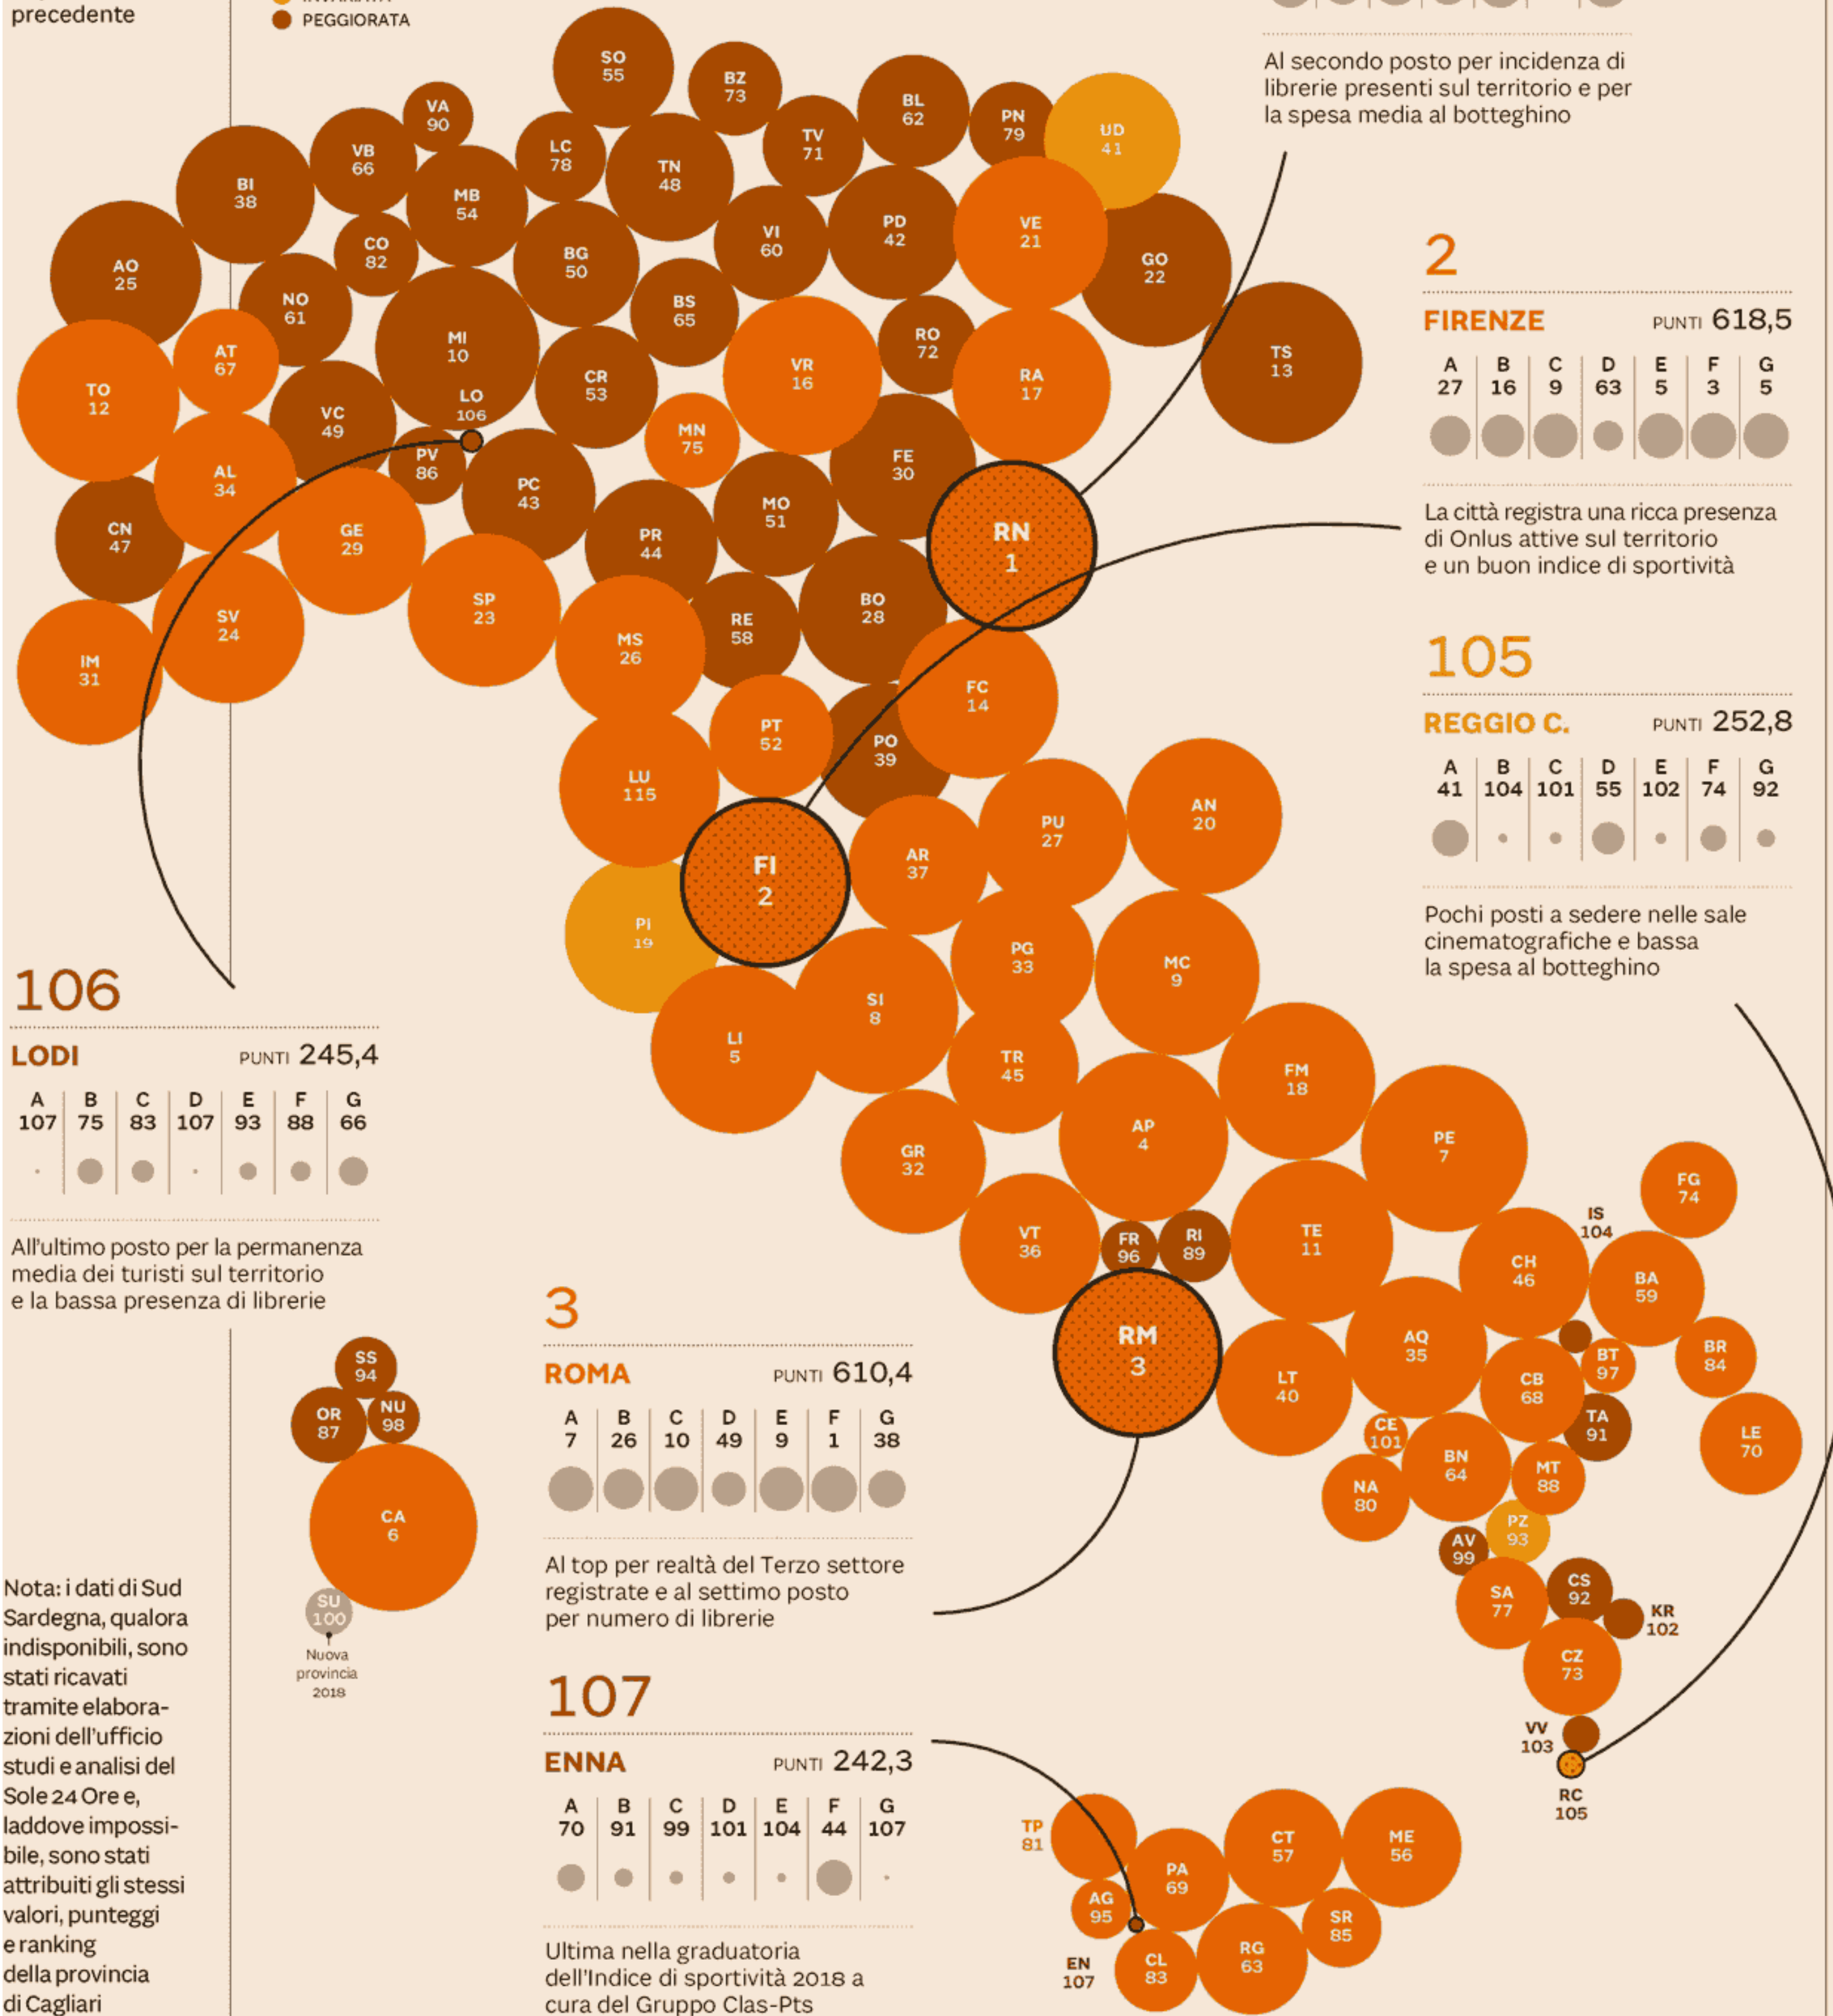 precedente
PEGGIORATA
Al secondo posto per incidenza di
librerie presenti sul territorio e per
la spesa media al botteghino
SO
55
BZ
73
BL
62
PN
79
UD
41
VA
90
VB
66
LC
78
TN
48
TV
71
BI
38
MB
54
CO
82
BG
50
VI
60
PD
42
VE
21
GO
22
AO
25
NO
61
MI
10
BS
65
RO
72
TS
13
AT
67
TO
12
VC
49
LO
106
CR
53
VR
16
RA
17
MN
75
AL
34
PV
86
PC
43
FE
30
CN
47
GE
29
PR
44
MO
51
RN
1
SV
24
SP
23
MS
26
RE
58
BO
28
IM
31
FC
14
PT
52
PO
39
LU
115
FI
2
AR
37
PU
27
AN
20
PI
19
SI
8
PG
33
MC
9
LI
5
TR
45
FM
18
GR
32
AP
4
PE
7
VT
36
FR
96
RI
89
TE
11
IS
104
FG
74
CH
46
BA
59
RM
3
LT
40
AQ
35
CB
68
BT
97
BR
84
CE
101
BN
64
TA
91
LE
70
NA
80
MT
88
PZ
93
AV
99
SA
77
CS
92
KR
102
CZ
73
VV
103
RC
105
2
FIRENZE PUNTI 618,5
A B C D E F G
27 16 9 63 5 3 5
La città registra una ricca presenza
di Onlus attive sul territorio
e un buon indice di sportività
105
REGGIO C. PUNTI 252,8
A B C D E F G
41 104 101 55 102 74 92
Pochi posti a sedere nelle sale
cinematografiche e bassa
la spesa al botteghino
106
LODI PUNTI 245,4
A B C D E F G
107 75 83 107 93 88 66
All'ultimo posto per la permanenza
media dei turisti sul territorio
e la bassa presenza di librerie
SS
94
OR
87
NU
98
CA
6
SU
100
Nuova
provincia
2018
Nota: i dati di Sud
Sardegna, qualora
indisponibili, sono
stati ricavati
tramite elabora-
zioni dell'ufficio
studi e analisi del
Sole 24 Ore e,
laddove impossi-
bile, sono stati
attribuiti gli stessi
valori, punteggi
e ranking
della provincia
di Cagliari
3
ROMA PUNTI 610,4
A B C D E F G
7 26 10 49 9 1 38
Al top per realtà del Terzo settore
registrate e al settimo posto
per numero di librerie
107
ENNA PUNTI 242,3
A B C D E F G
70 91 99 101 104 44 107
Ultima nella graduatoria
dell'Indice di sportività 2018 a
cura del Gruppo Clas-Pts
TP
81
PA
69
CT
57
ME
56
AG
95
SR
85
EN
107
CL
83
RG
63